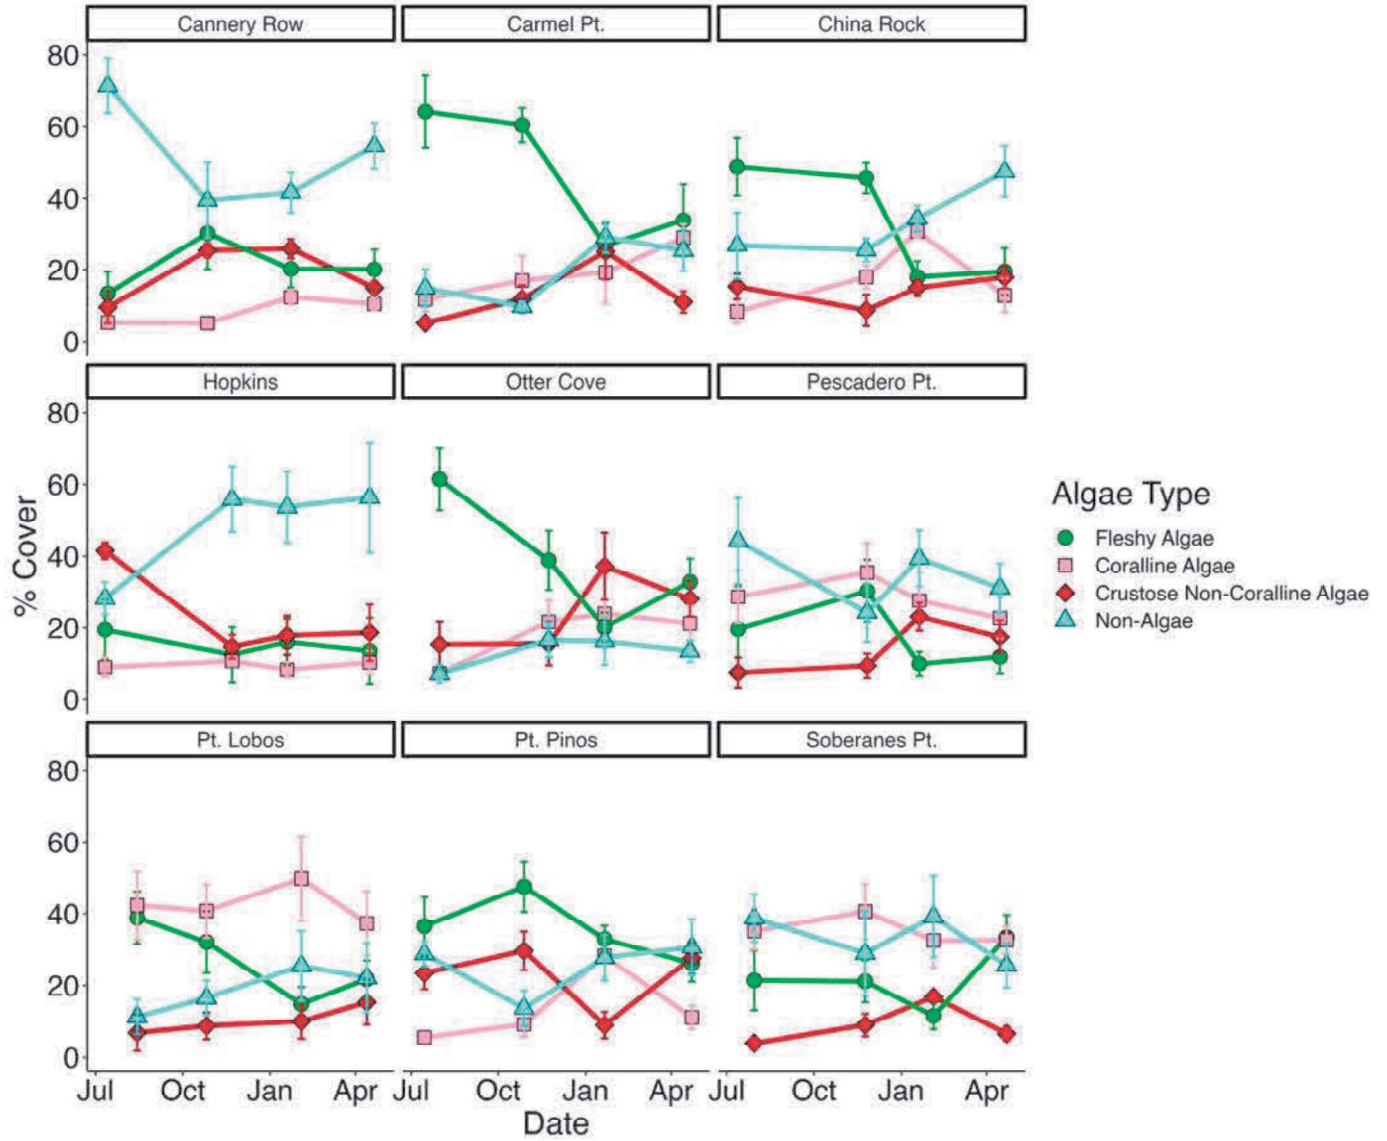 Cannery Row
Carmel Pt.
China Rock
80
60
40
20
0
Hopkins
Otter Cove
Pescadero Pt.
80
60
40
20
0
% Cover
Algae Type
Fleshy Algae
Coralline Algae
Crustose Non-Coralline Algae
Non-Algae
Pt. Lobos
Pt. Pinos
Soberanes Pt.
80
60
40
20
0
Jul Oct Jan Apr Jul Oct Jan Apr Jul Oct Jan Apr
Date